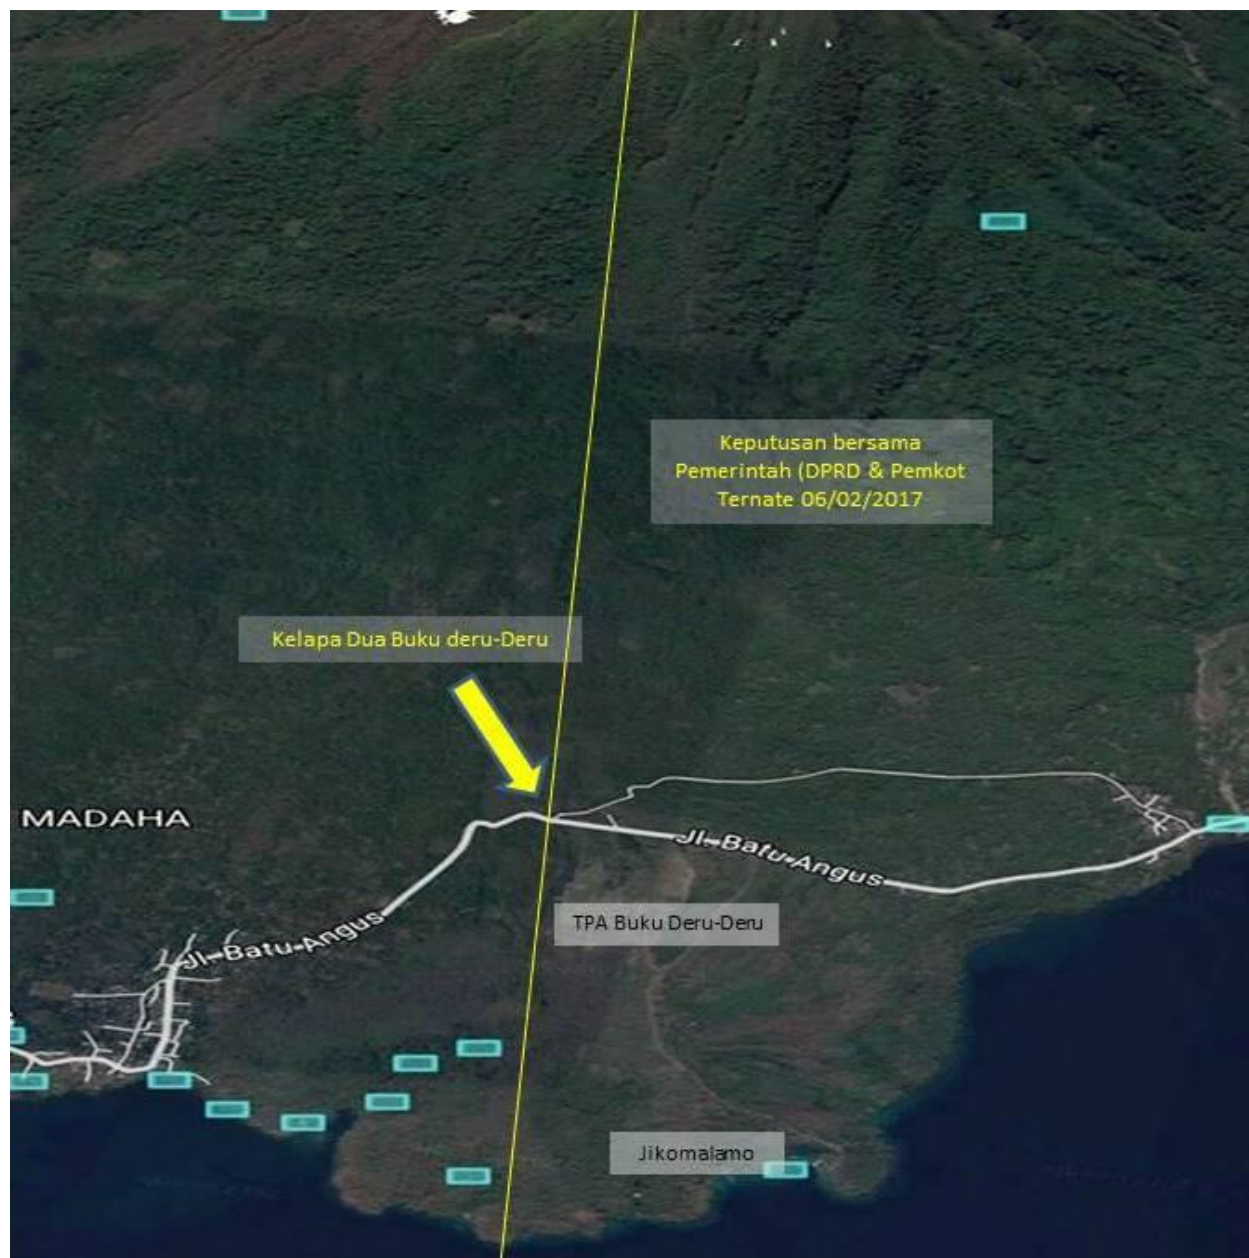 Keputusan bersama
Pemerintah (DPRD & Pemkot
Ternate 06/02/2017
Kelapa Dua Buku deru-Deru
MADAHA
Jl. Batu Angus
Jl. Batu Angus
TPA Buku Deru-Deru
Jikomalamo